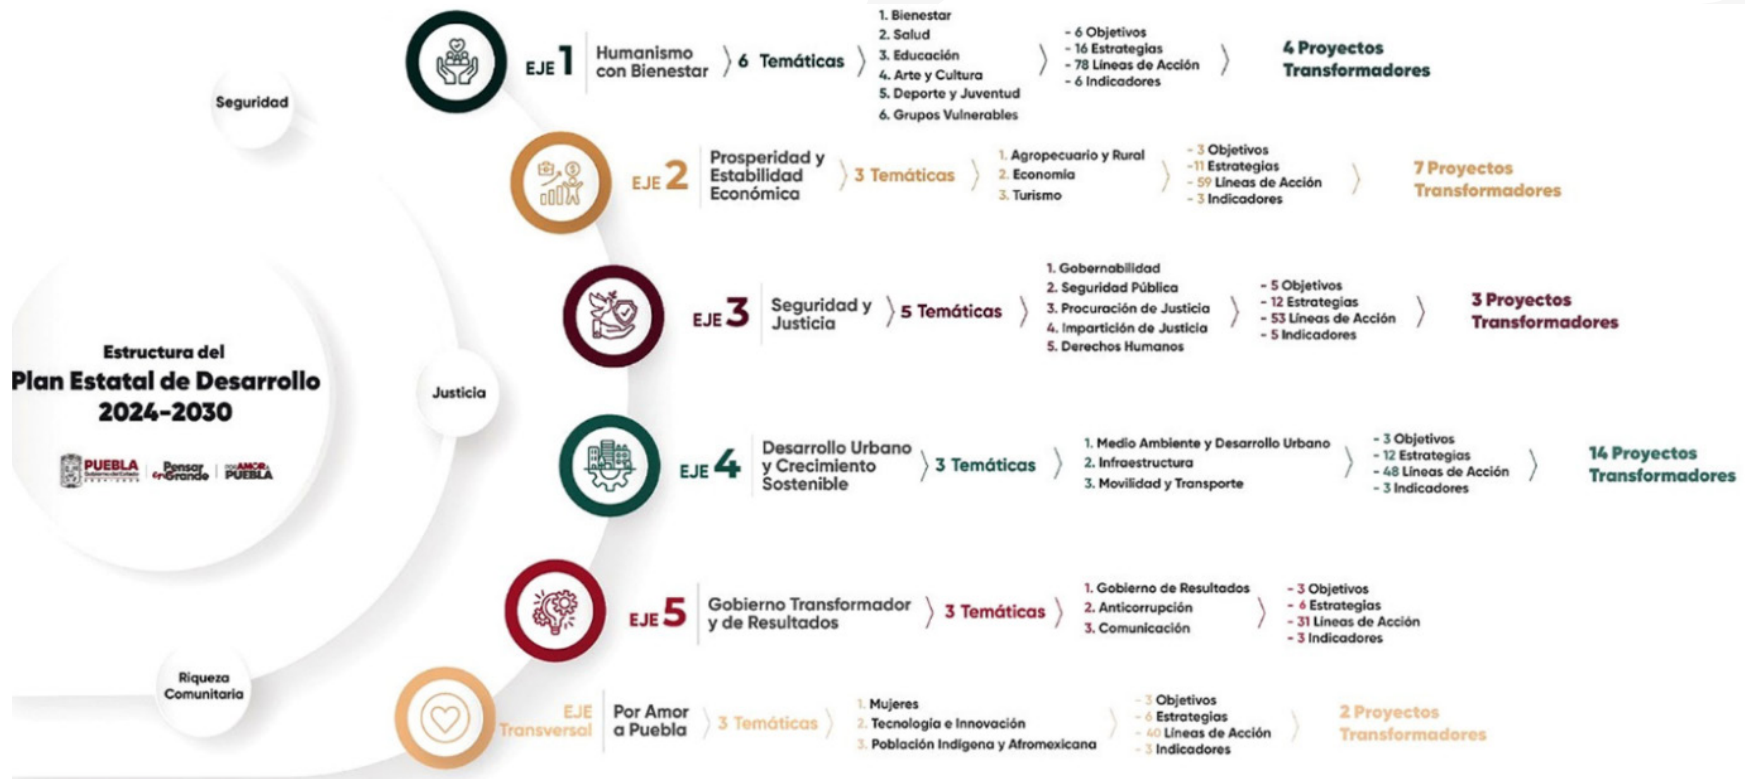 Seguridad
Justicia
Riqueza
Comunitaria
Estructura del
Plan Estatal de Desarrollo
2024-2030
PUEBLA
Pensar
Grande
POR AMOR A
PUEBLA
EJE 1
Humanismo
con Bienestar
6 Temáticas
1. Bienestar
2. Salud
3. Educación
4. Arte y Cultura
5. Deporte y Juventud
6. Grupos Vulnerables
- 6 Objetivos
- 16 Estrategias
- 78 Líneas de Acción
- 6 Indicadores
4 Proyectos
Transformadores
EJE 2
Prosperidad y
Estabilidad
Económica
3 Temáticas
1. Agropecuario y Rural
2. Economía
3. Turismo
- 3 Objetivos
-11 Estrategias
- 59 Líneas de Acción
- 3 Indicadores
7 Proyectos
Transformadores
EJE 3
Seguridad y
Justicia
5 Temáticas
1. Gobernabilidad
2. Seguridad Pública
3. Procuración de Justicia
4. Impartición de Justicia
5. Derechos Humanos
- 5 Objetivos
- 12 Estrategias
- 53 Líneas de Acción
- 5 Indicadores
3 Proyectos
Transformadores
EJE 4
Desarrollo Urbano
y Crecimiento
Sostenible
3 Temáticas
1. Medio Ambiente y Desarrollo Urbano
2. Infraestructura
3. Movilidad y Transporte
- 3 Objetivos
- 12 Estrategias
- 48 Líneas de Acción
- 3 Indicadores
14 Proyectos
Transformadores
EJE 5
Gobierno Transformador
y de Resultados
3 Temáticas
1. Gobierno de Resultados
2. Anticorrupción
3. Comunicación
- 3 Objetivos
- 6 Estrategias
- 31 Líneas de Acción
- 3 Indicadores
EJE
Transversal
Por Amor
a Puebla
3 Temáticas
1. Mujeres
2. Tecnología e Innovación
3. Población Indígena y Afromexicana
- 3 Objetivos
- 6 Estrategias
- 40 Líneas de Acción
- 3 Indicadores
2 Proyectos
Transformadores